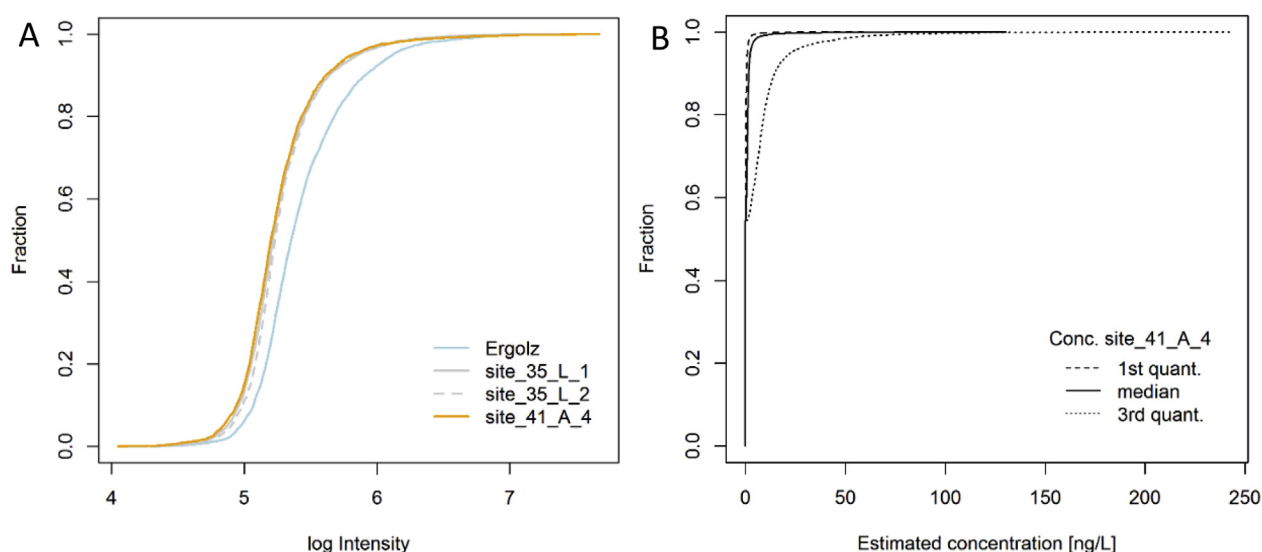 A
Fraction
1.0
0.8
0.6
0.4
0.2
0.0
Ergolz
site_35_L_1
site_35_L_2
site_41_A_4
4 5 6 7
log Intensity
B
Fraction
1.0
0.8
0.6
0.4
0.2
0.0
Conc. site_41_A_4
1st quant.
median
3rd quant.
0 50 100 150 200 250
Estimated concentration [ng/L]